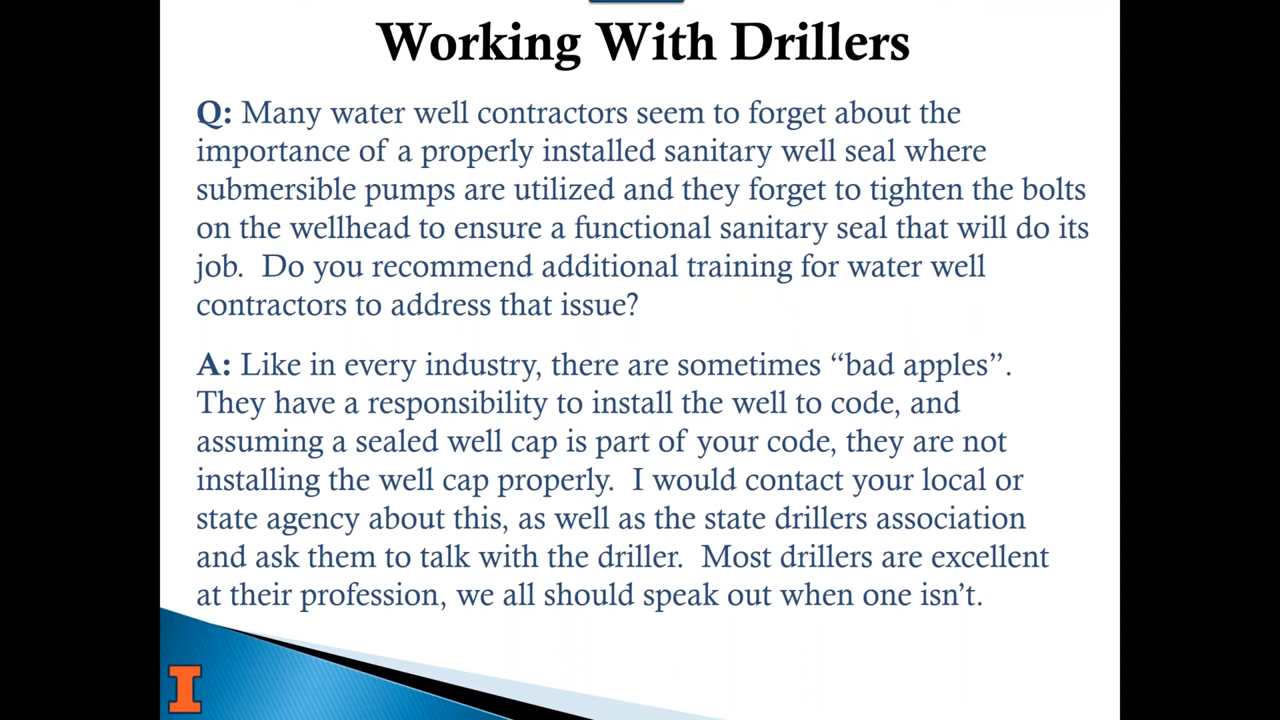 Working With Drillers
Q: Many water well contractors seem to forget about the
importance of a properly installed sanitary well seal where
submersible pumps are utilized and they forget to tighten the bolts
on the wellhead to ensure a functional sanitary seal that will do its
job.  Do you recommend additional training for water well
contractors to address that issue?
A: Like in every industry, there are sometimes “bad apples”.
They have a responsibility to install the well to code, and
assuming a sealed well cap is part of your code, they are not
installing the well cap properly.  I would contact your local or
state agency about this, as well as the state drillers association
and ask them to talk with the driller.  Most drillers are excellent
at their profession, we all should speak out when one isn’t.
I